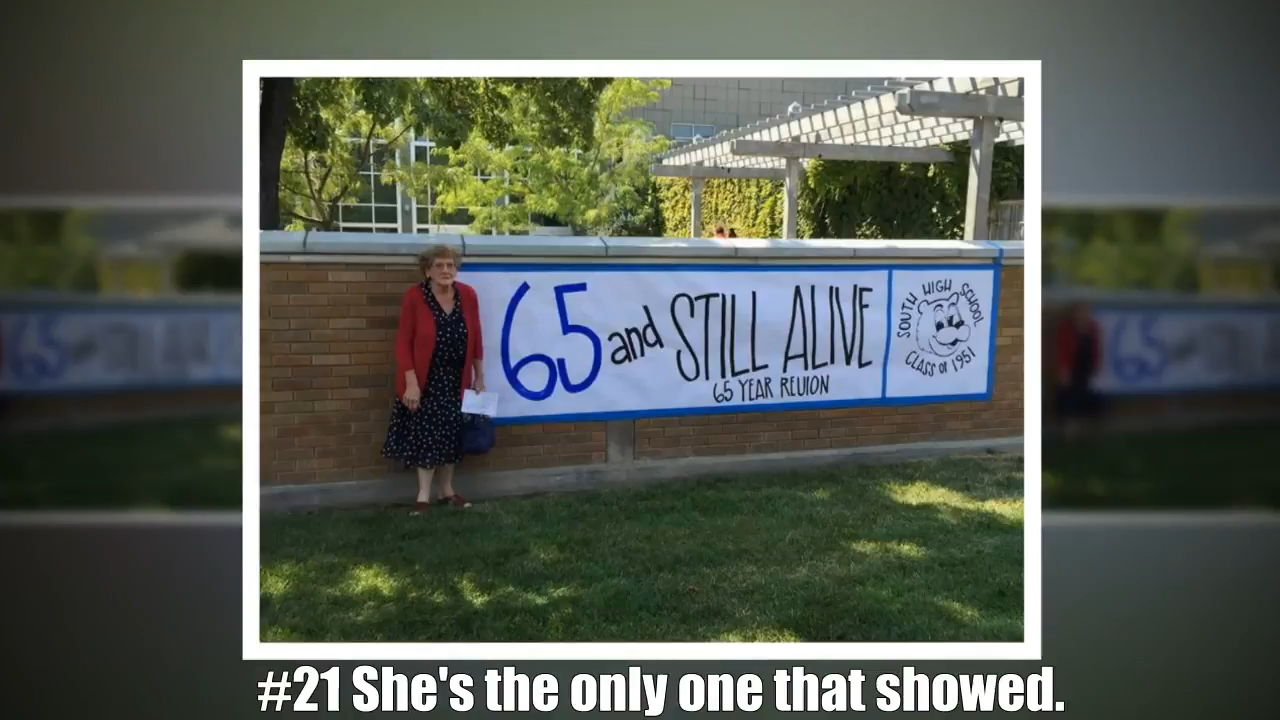 65 and STILL ALIVE
65 YEAR REUION
SOUTH HIGH SCHOOL
CLASS OF 1951
#21 She's the only one that showed.